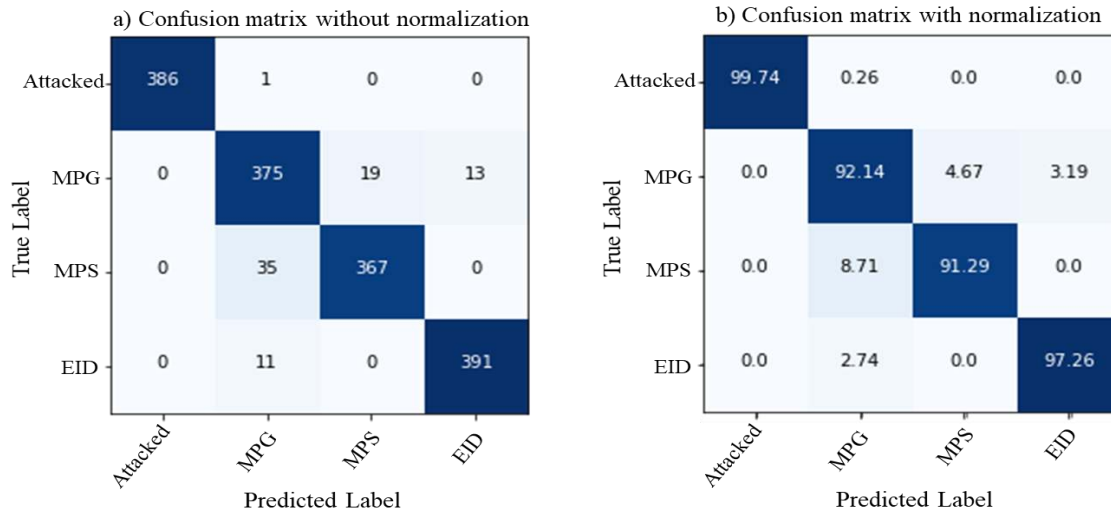 a) Confusion matrix without normalization
Attacked 386 1 0 0
MPG 0 375 19 13
MPS 0 35 367 0
EID 0 11 0 391
True Label
Attacked MPG MPS EID
Predicted Label
b) Confusion matrix with normalization
Attacked 99.74 0.26 0.0 0.0
MPG 0.0 92.14 4.67 3.19
MPS 0.0 8.71 91.29 0.0
EID 0.0 2.74 0.0 97.26
True Label
Attacked MPG MPS EID
Predicted Label